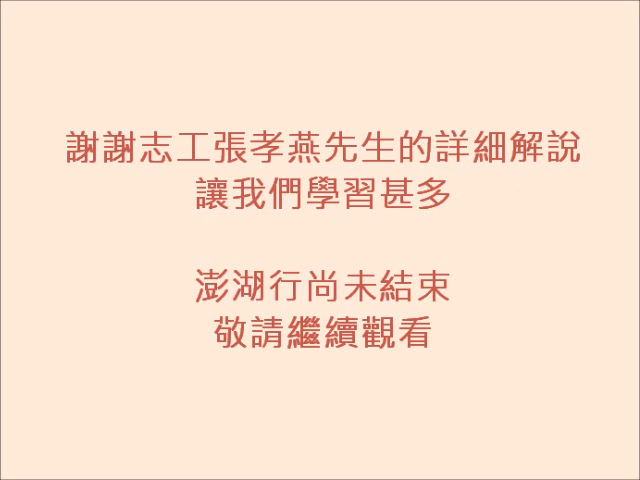 謝謝志工張孝燕先生的詳細解說
讓我們學習甚多
澎湖行尚未結束
敬請繼續觀看